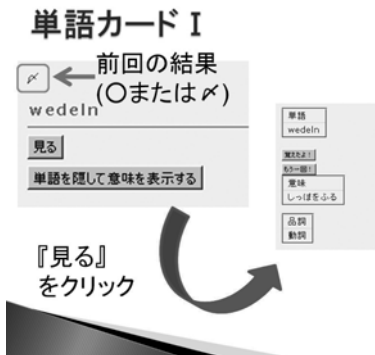 単語カード I
前回の結果
(○または〆)
〆
wedeln
見る
単語を隠して意味を表示する
『見る』
をクリック
単語
wedeln
覚えたよ！
もう一回！
意味
しっぽをふる
品詞
動詞